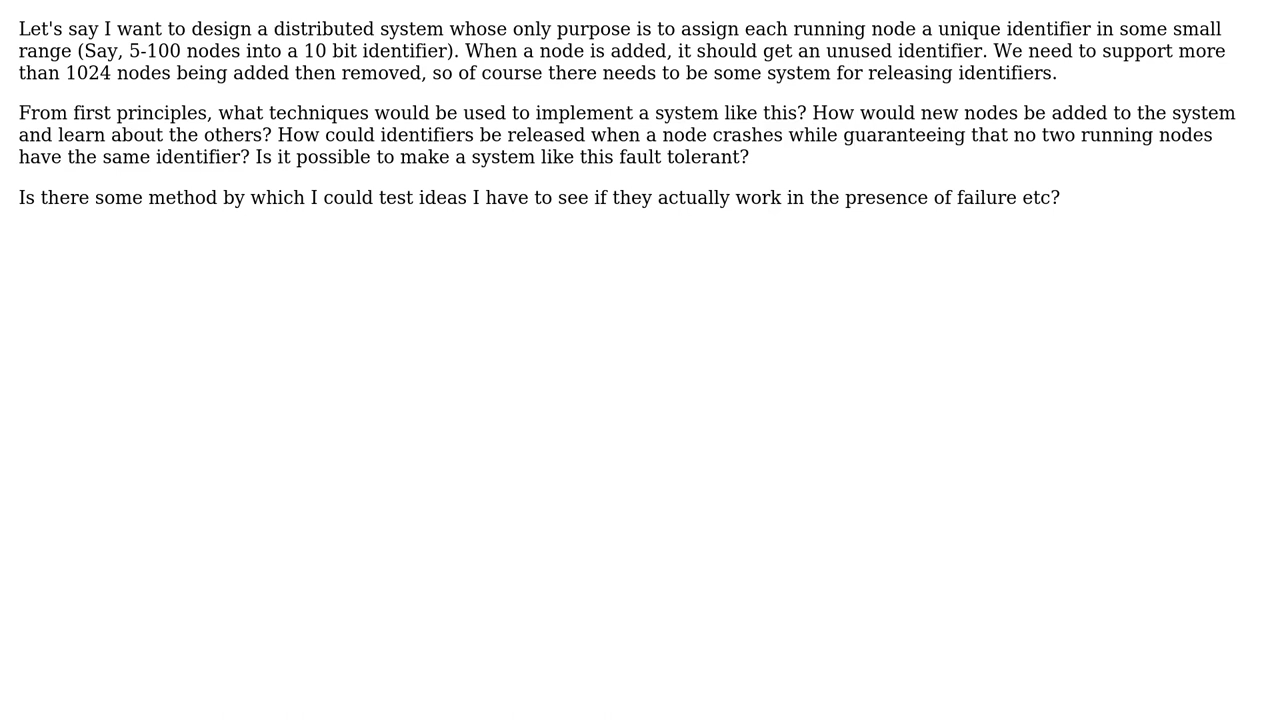 Let's say I want to design a distributed system whose only purpose is to assign each running node a unique identifier in some small
range (Say, 5-100 nodes into a 10 bit identifier). When a node is added, it should get an unused identifier. We need to support more
than 1024 nodes being added then removed, so of course there needs to be some system for releasing identifiers.
From first principles, what techniques would be used to implement a system like this? How would new nodes be added to the system
and learn about the others? How could identifiers be released when a node crashes while guaranteeing that no two running nodes
have the same identifier? Is it possible to make a system like this fault tolerant?
Is there some method by which I could test ideas I have to see if they actually work in the presence of failure etc?